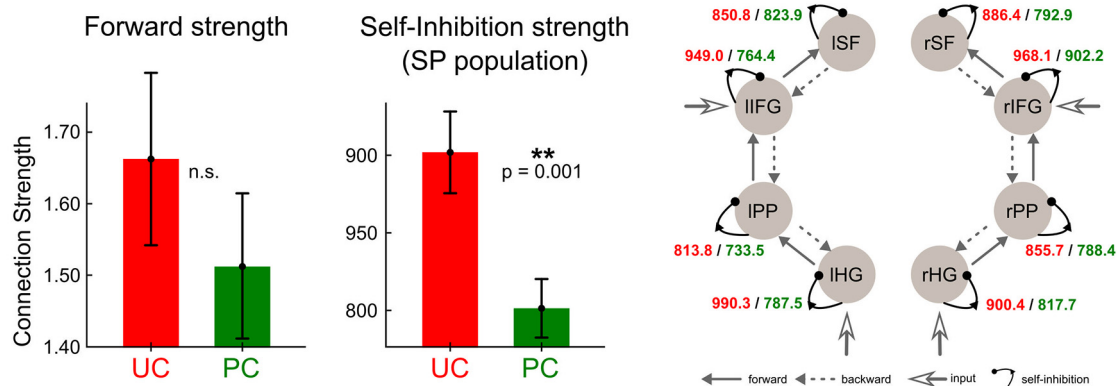 Forward strength
Connection Strength
1.70
1.60
1.50
1.40
n.s.
UC
PC
Self-Inhibition strength
(SP population)
900
950
800
**
p = 0.001
UC
PC
850.8 / 823.9
lSF
949.0 / 764.4
lIFG
lPP
813.8 / 733.5
lHG
990.3 / 787.5
886.4 / 792.9
rSF
968.1 / 902.2
rIFG
rPP
855.7 / 788.4
rHG
900.4 / 817.7
forward
backward
input
self-inhibition